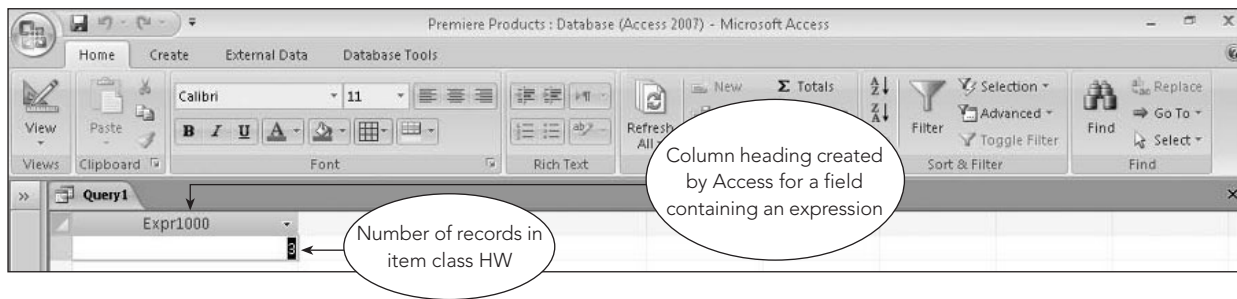 Premiere Products : Database (Access 2007) - Microsoft Access
Home Create External Data Database Tools
Calibri 11
New Σ Totals
Selection
Replace
View Paste
B I U A
Refresh All
Filter
Advanced
Find
Go To
Toggle Filter
Select
Views Clipboard Font Rich Text Sort & Filter Find
Column heading created
by Access for a field
containing an expression
Query1
Expr1000
3
Number of records in
item class HW